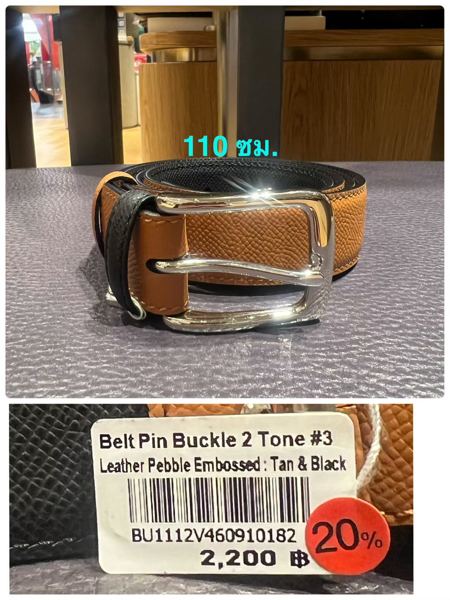 110 ซม.
Belt Pin Buckle 2 Tone #3
Leather Pebble Embossed : Tan & Black
BU1112V460910182
2,200 ฿
20%